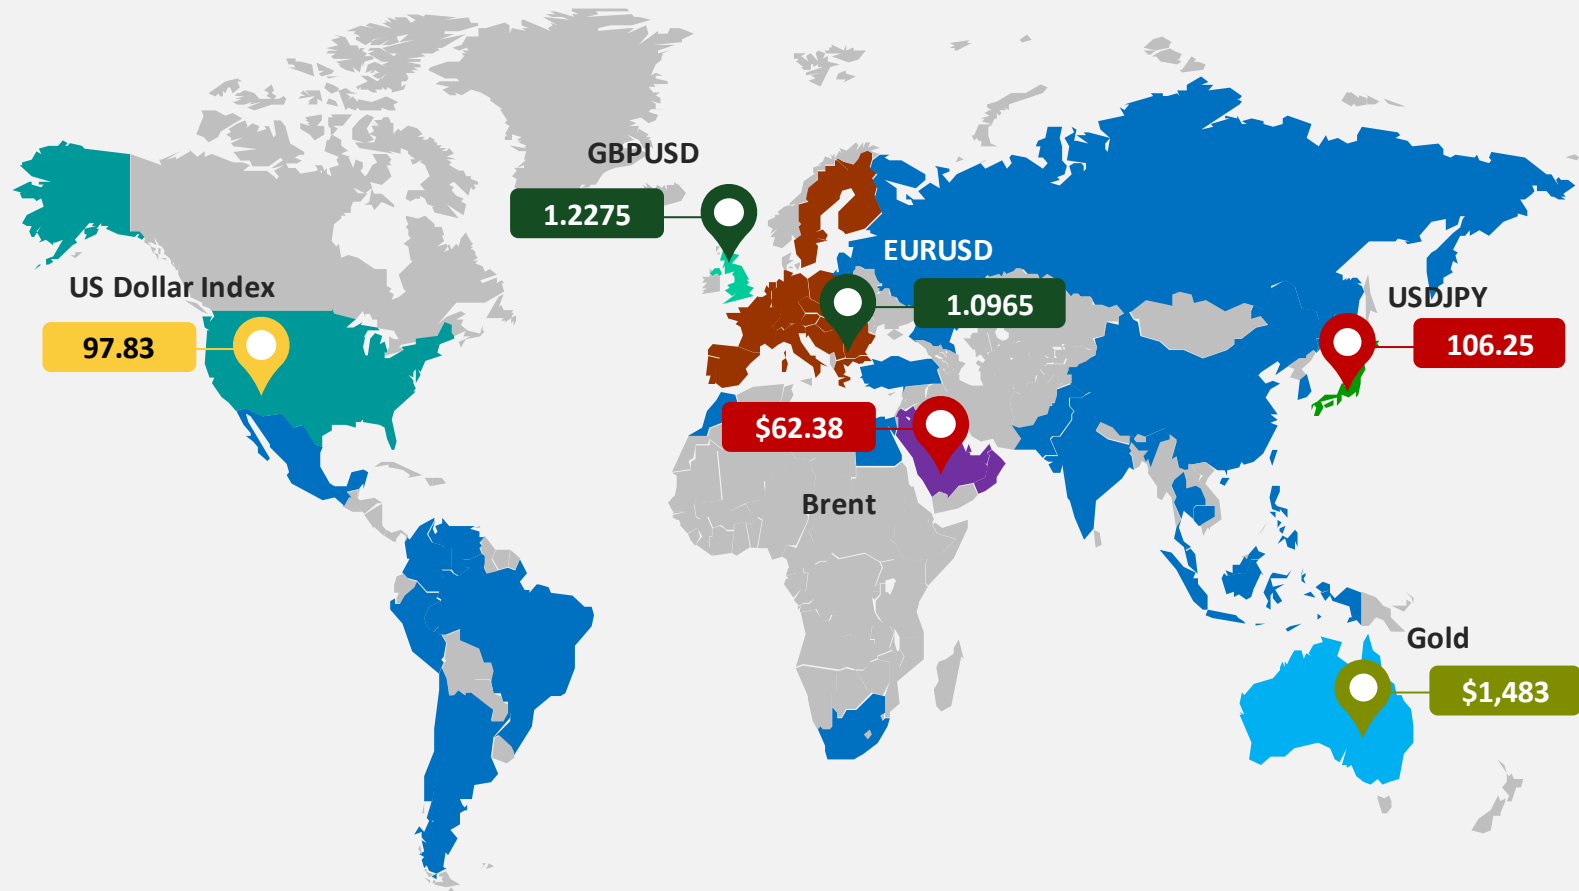 GBPUSD
1.2275
EURUSD
1.0965
US Dollar Index
97.83
USDJPY
106.25
$62.38
Brent
Gold
$1,483